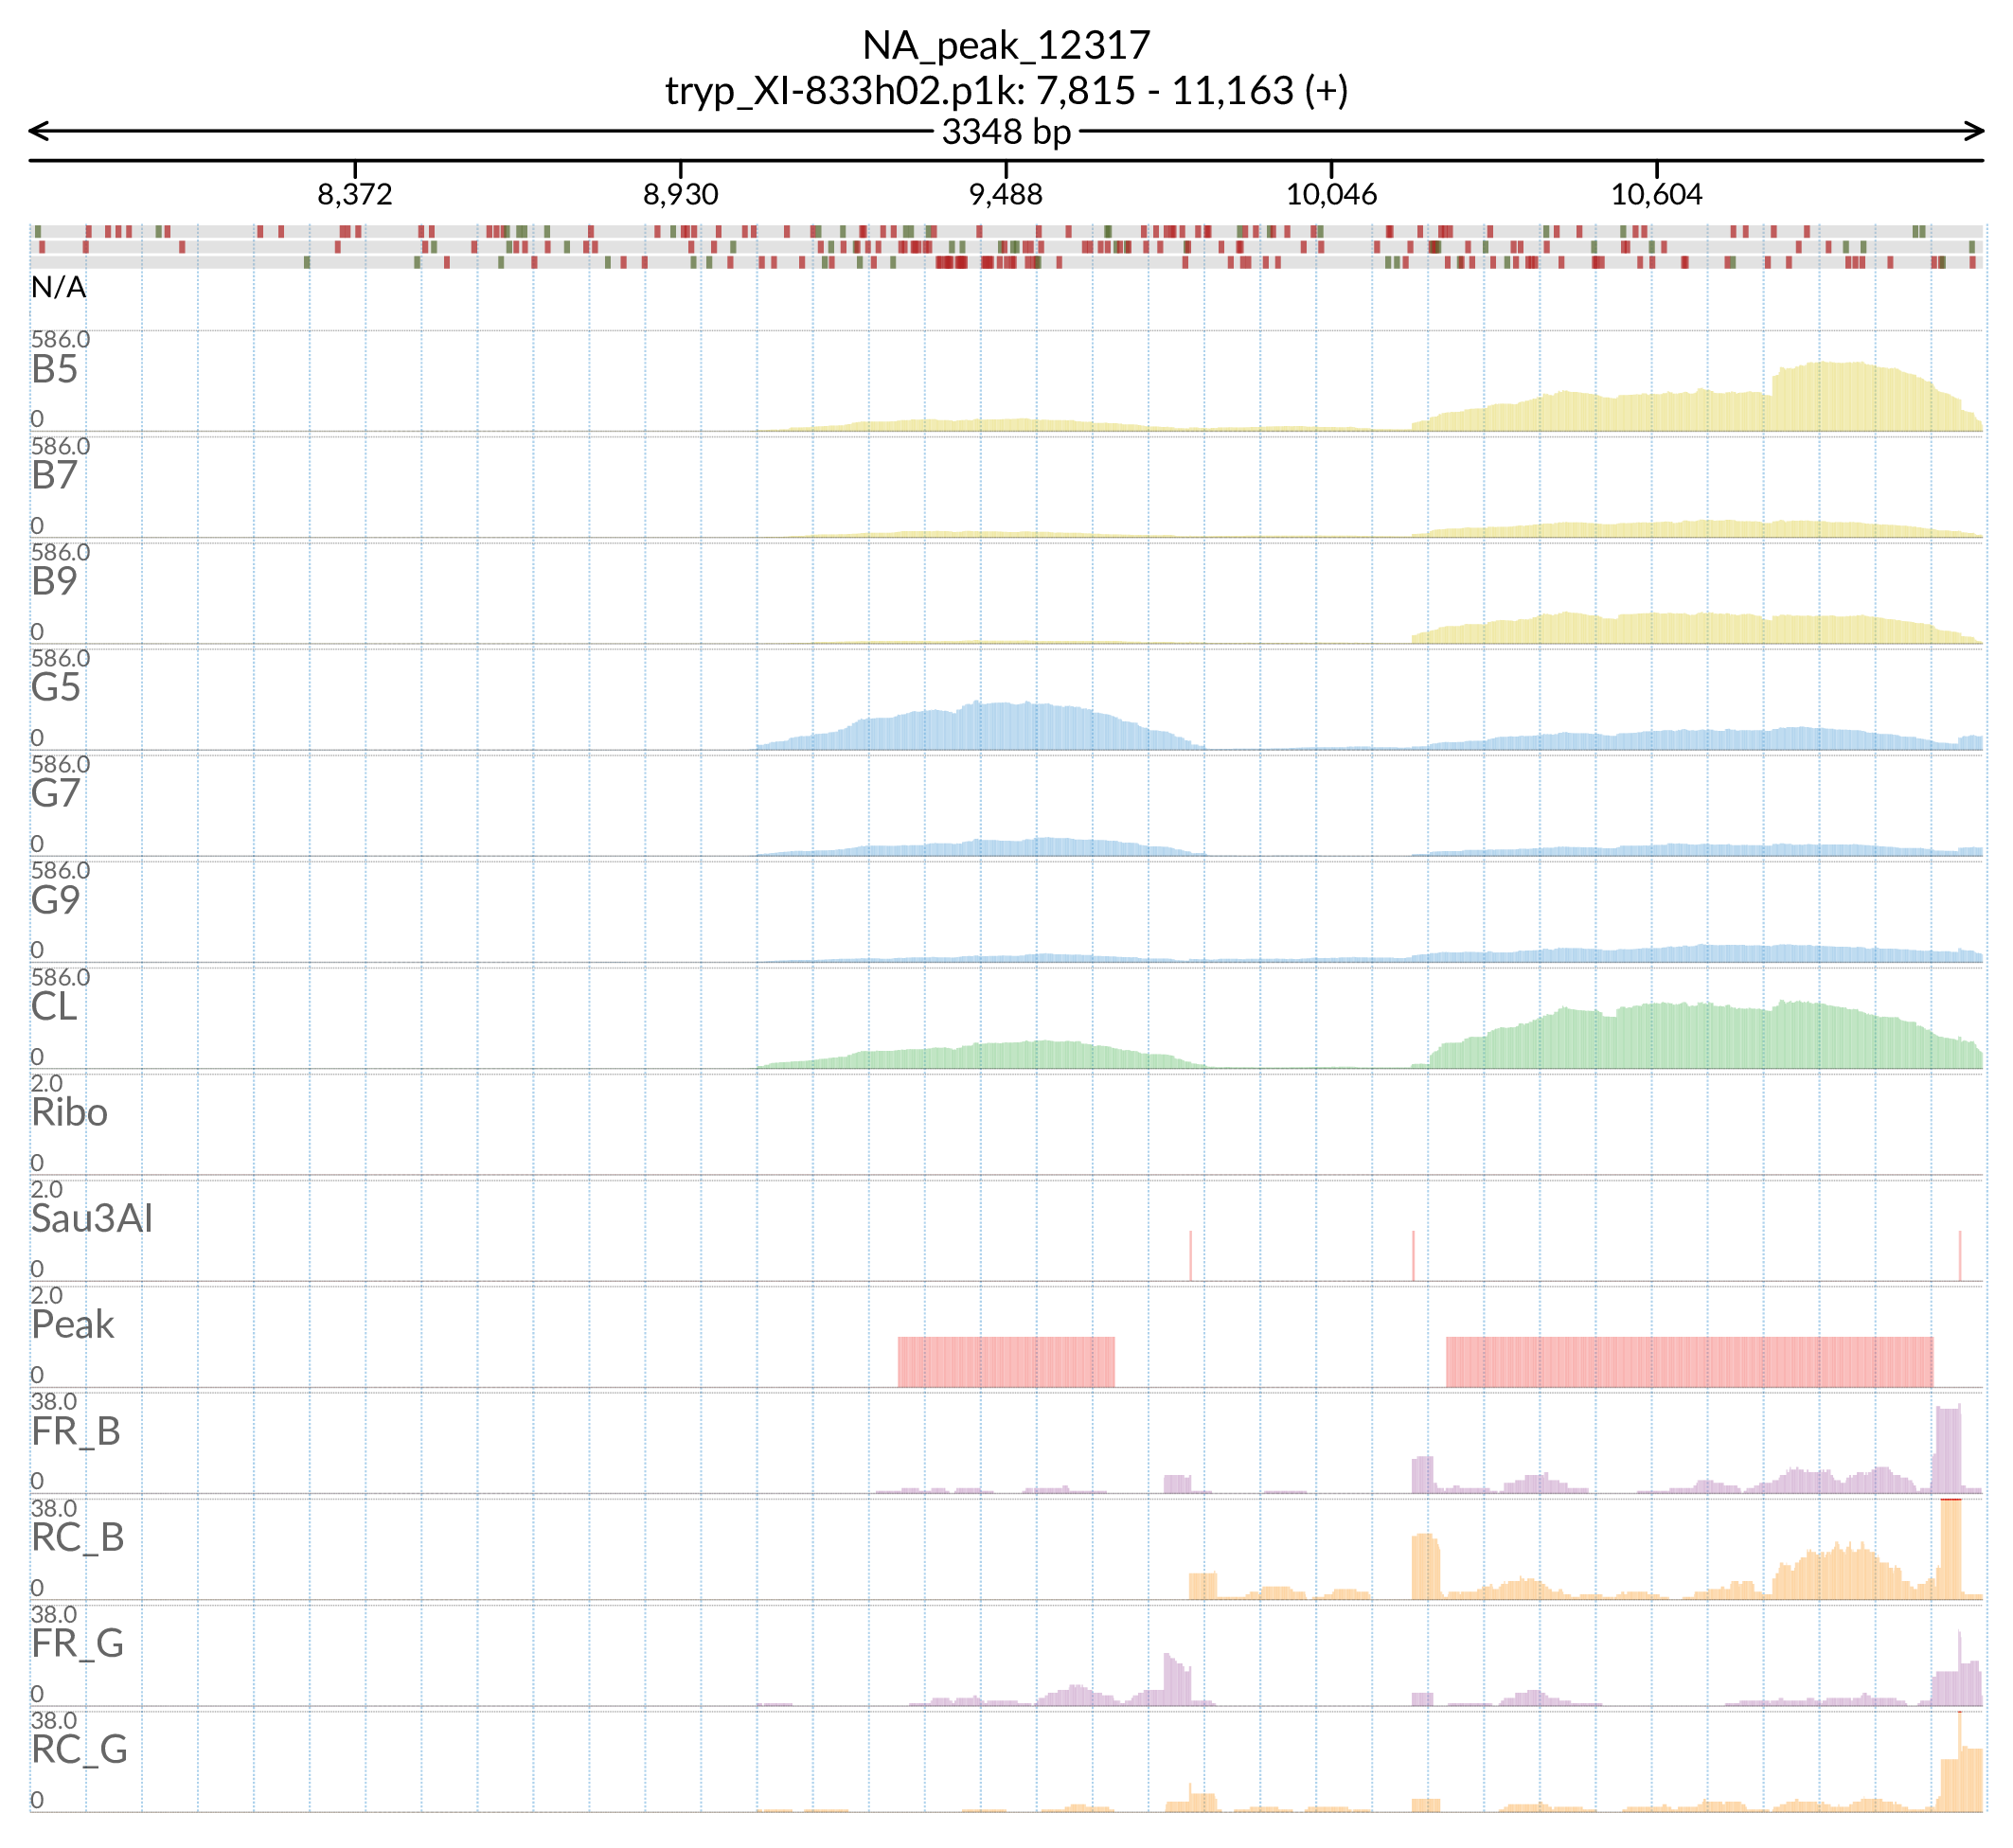 NA_peak_12317
tryp_XI-833h02.p1k: 7,815 - 11,163 (+)
3348 bp
8,372 8,930 9,488 10,046 10,604
N/A
586.0
B5
0
586.0
B7
0
586.0
B9
0
586.0
G5
0
586.0
G7
0
586.0
G9
0
586.0
CL
0
2.0
Ribo
0
2.0
Sau3AI
0
2.0
Peak
0
38.0
FR_B
0
38.0
RC_B
0
38.0
FR_G
0
38.0
RC_G
0